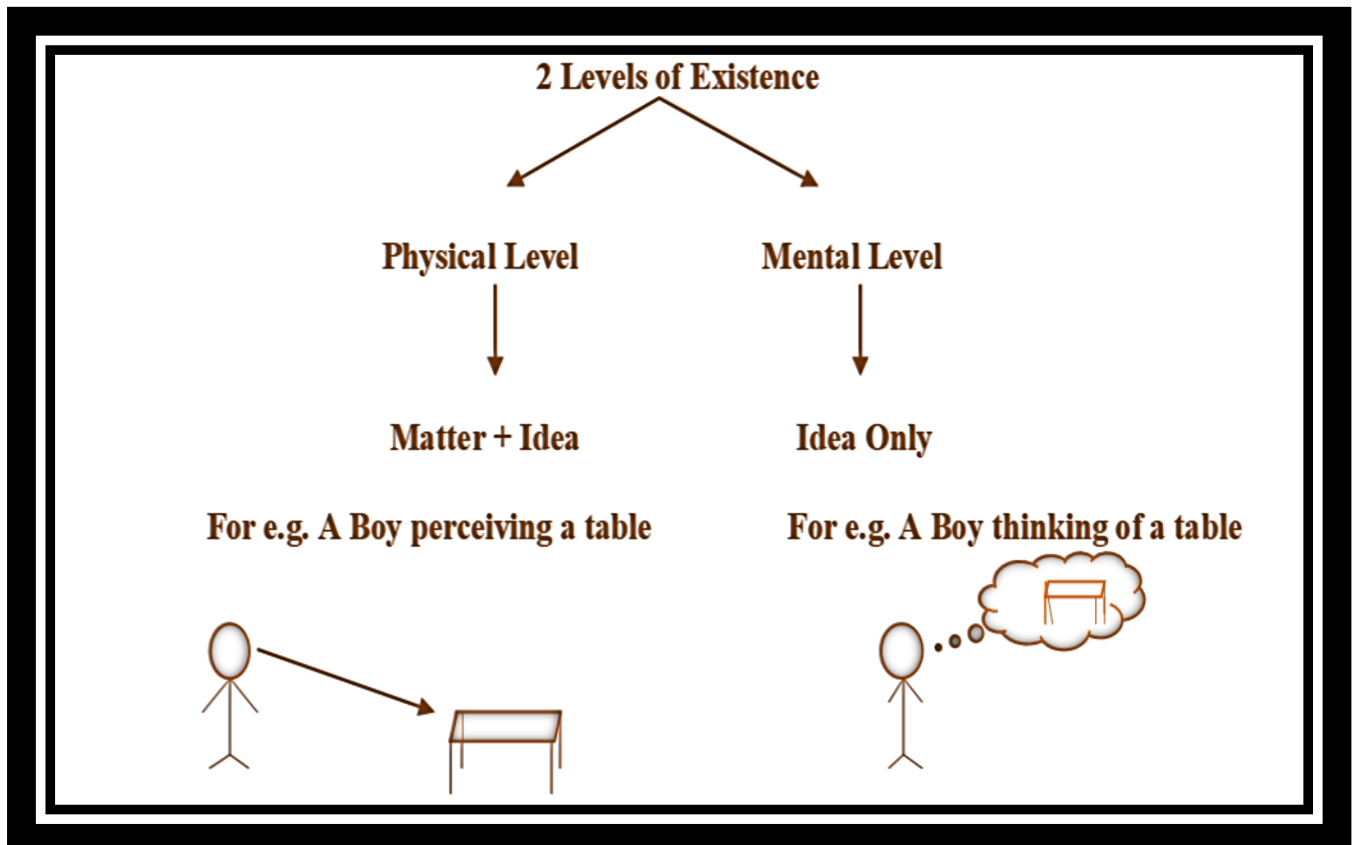 2 Levels of Existence
Physical Level
Mental Level
Matter + Idea
Idea Only
For e.g. A Boy perceiving a table
For e.g. A Boy thinking of a table